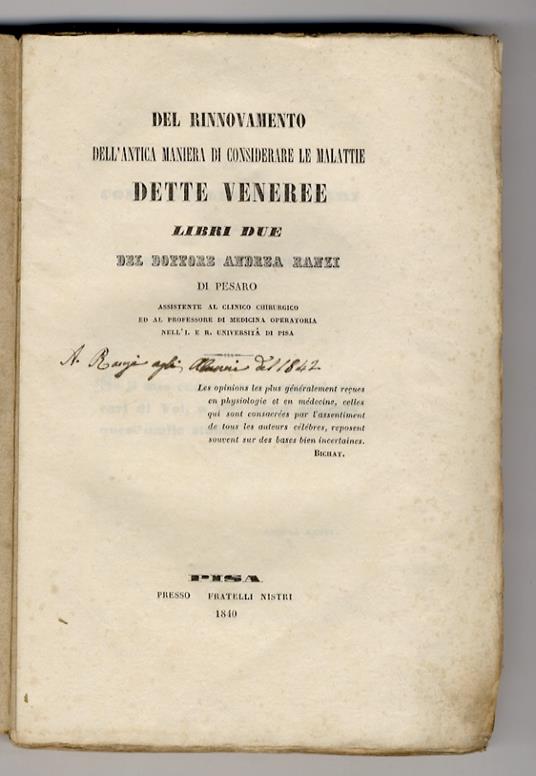 DEL RINNOVAMENTO
DELL'ANTICA MANIERA DI CONSIDERARE LE MALATTIE
DETTE VENEREE
LIBRI DUE
DEL DOTTORE ANDREA RANZI
DI PESARO
ASSISTENTE AL CLINICO CHIRURGICO
ED AL PROFESSORE DI MEDICINA OPERATORIA
NELL'I. E R. UNIVERSITÀ DI PISA
A. Ranzi agli del 1842
Les opinions les plus généralement reçues
en physiologie et en médecine, celles
qui sont consacrées par l'assentiment
de tous les auteurs célébres, reposent
souvent sur des bases bien incertaines.
BICHAT.
PISA
PRESSO FRATELLI NISTRI
1840